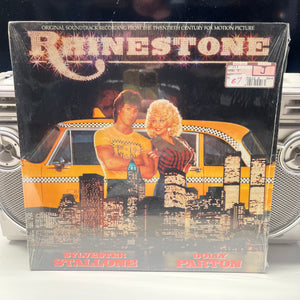 ORIGINAL SOUNDTRACK RECORDING FROM THE TWENTIETH CENTURY FOX MOTION PICTURE
RHINESTONE
J
SYLVESTER
STALLONE
DOLLY
PARTON